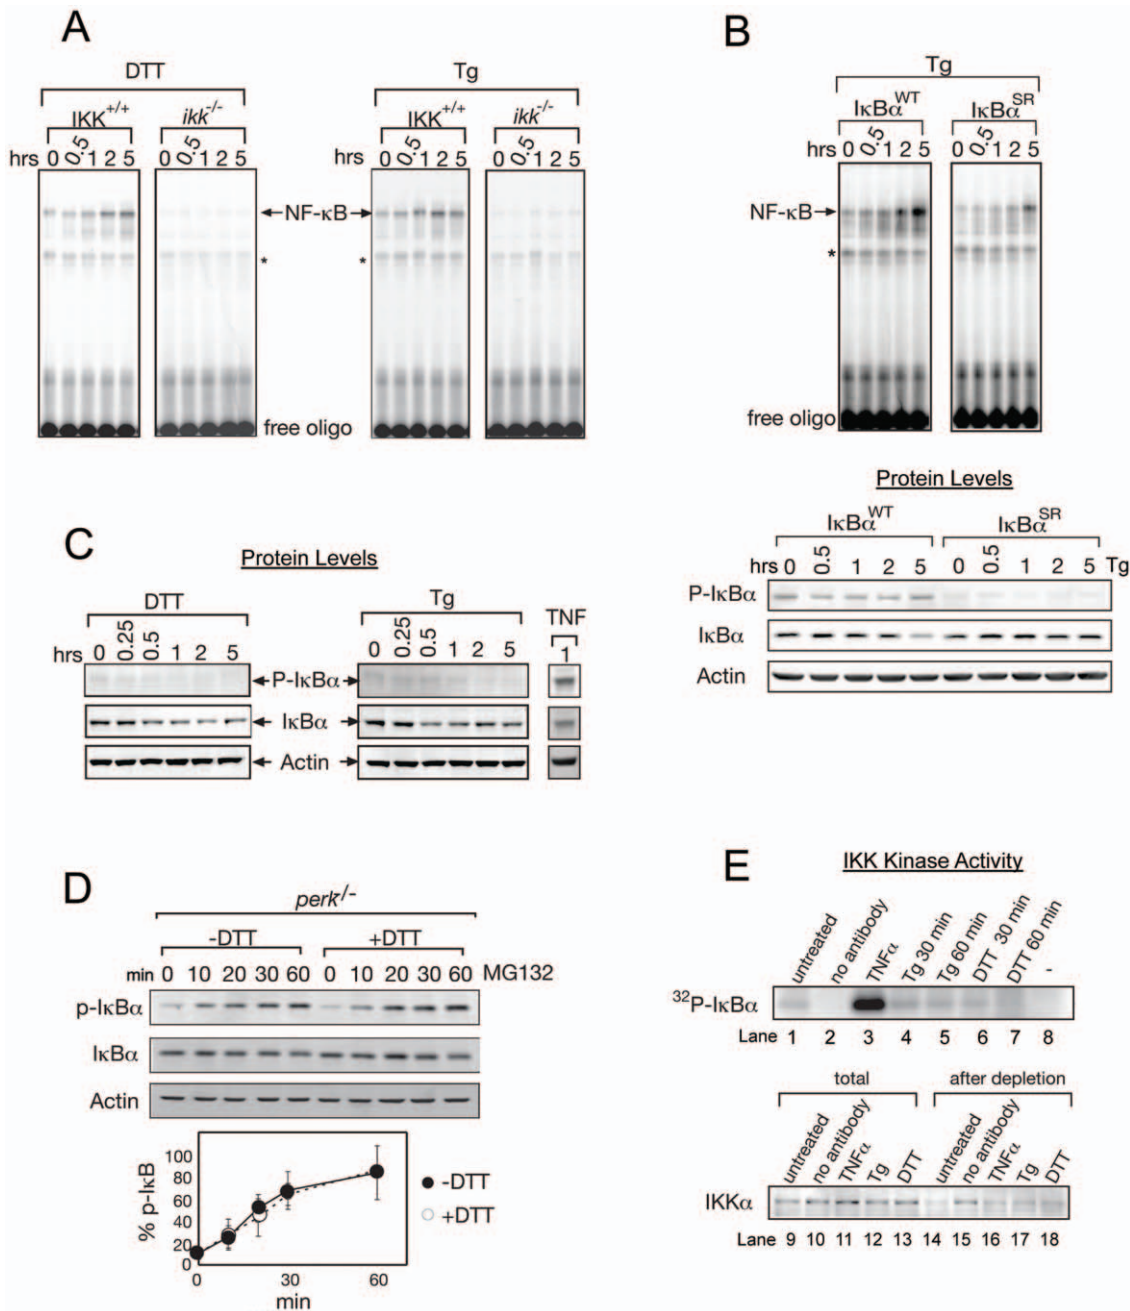 A
DTT
Tg
IKK+/+ ikk-/- IKK+/+ ikk-/-
hrs 0 0.5 1 2 5 0 0.5 1 2 5 0 0.5 1 2 5 0 0.5 1 2 5
NF-κB
*
*
free oligo
B
Tg
IκBαWT IκBαSR
0 0.5 1 2 5 0 0.5 1 2 5
hrs
NF-κB
*
free oligo
Protein Levels
IκBαWT IκBαSR
hrs 0 0.5 1 2 5 0 0.5 1 2 5 Tg
P-IκBα
IκBα
Actin
C
Protein Levels
DTT Tg TNF
hrs 0 0.25 0.5 1 2 5 0 0.25 0.5 1 2 5 1
P-IκBα
IκBα
Actin
D
perk/-
-DTT +DTT
min 0 10 20 30 60 0 10 20 30 60 MG132
p-IκBα
IκBα
Actin
% p-IκB
100
80
60
40
20
0
0 30 60
min
-DTT
+DTT
E
IKK Kinase Activity
untreated no antibody TNFα Tg 30 min Tg 60 min DTT 30 min DTT 60 min -
32P-IκBα
Lane 1 2 3 4 5 6 7 8
total after depletion
untreated no antibody TNFα Tg DTT untreated no antibody TNFα Tg DTT
IKKα
Lane 9 10 11 12 13 14 15 16 17 18